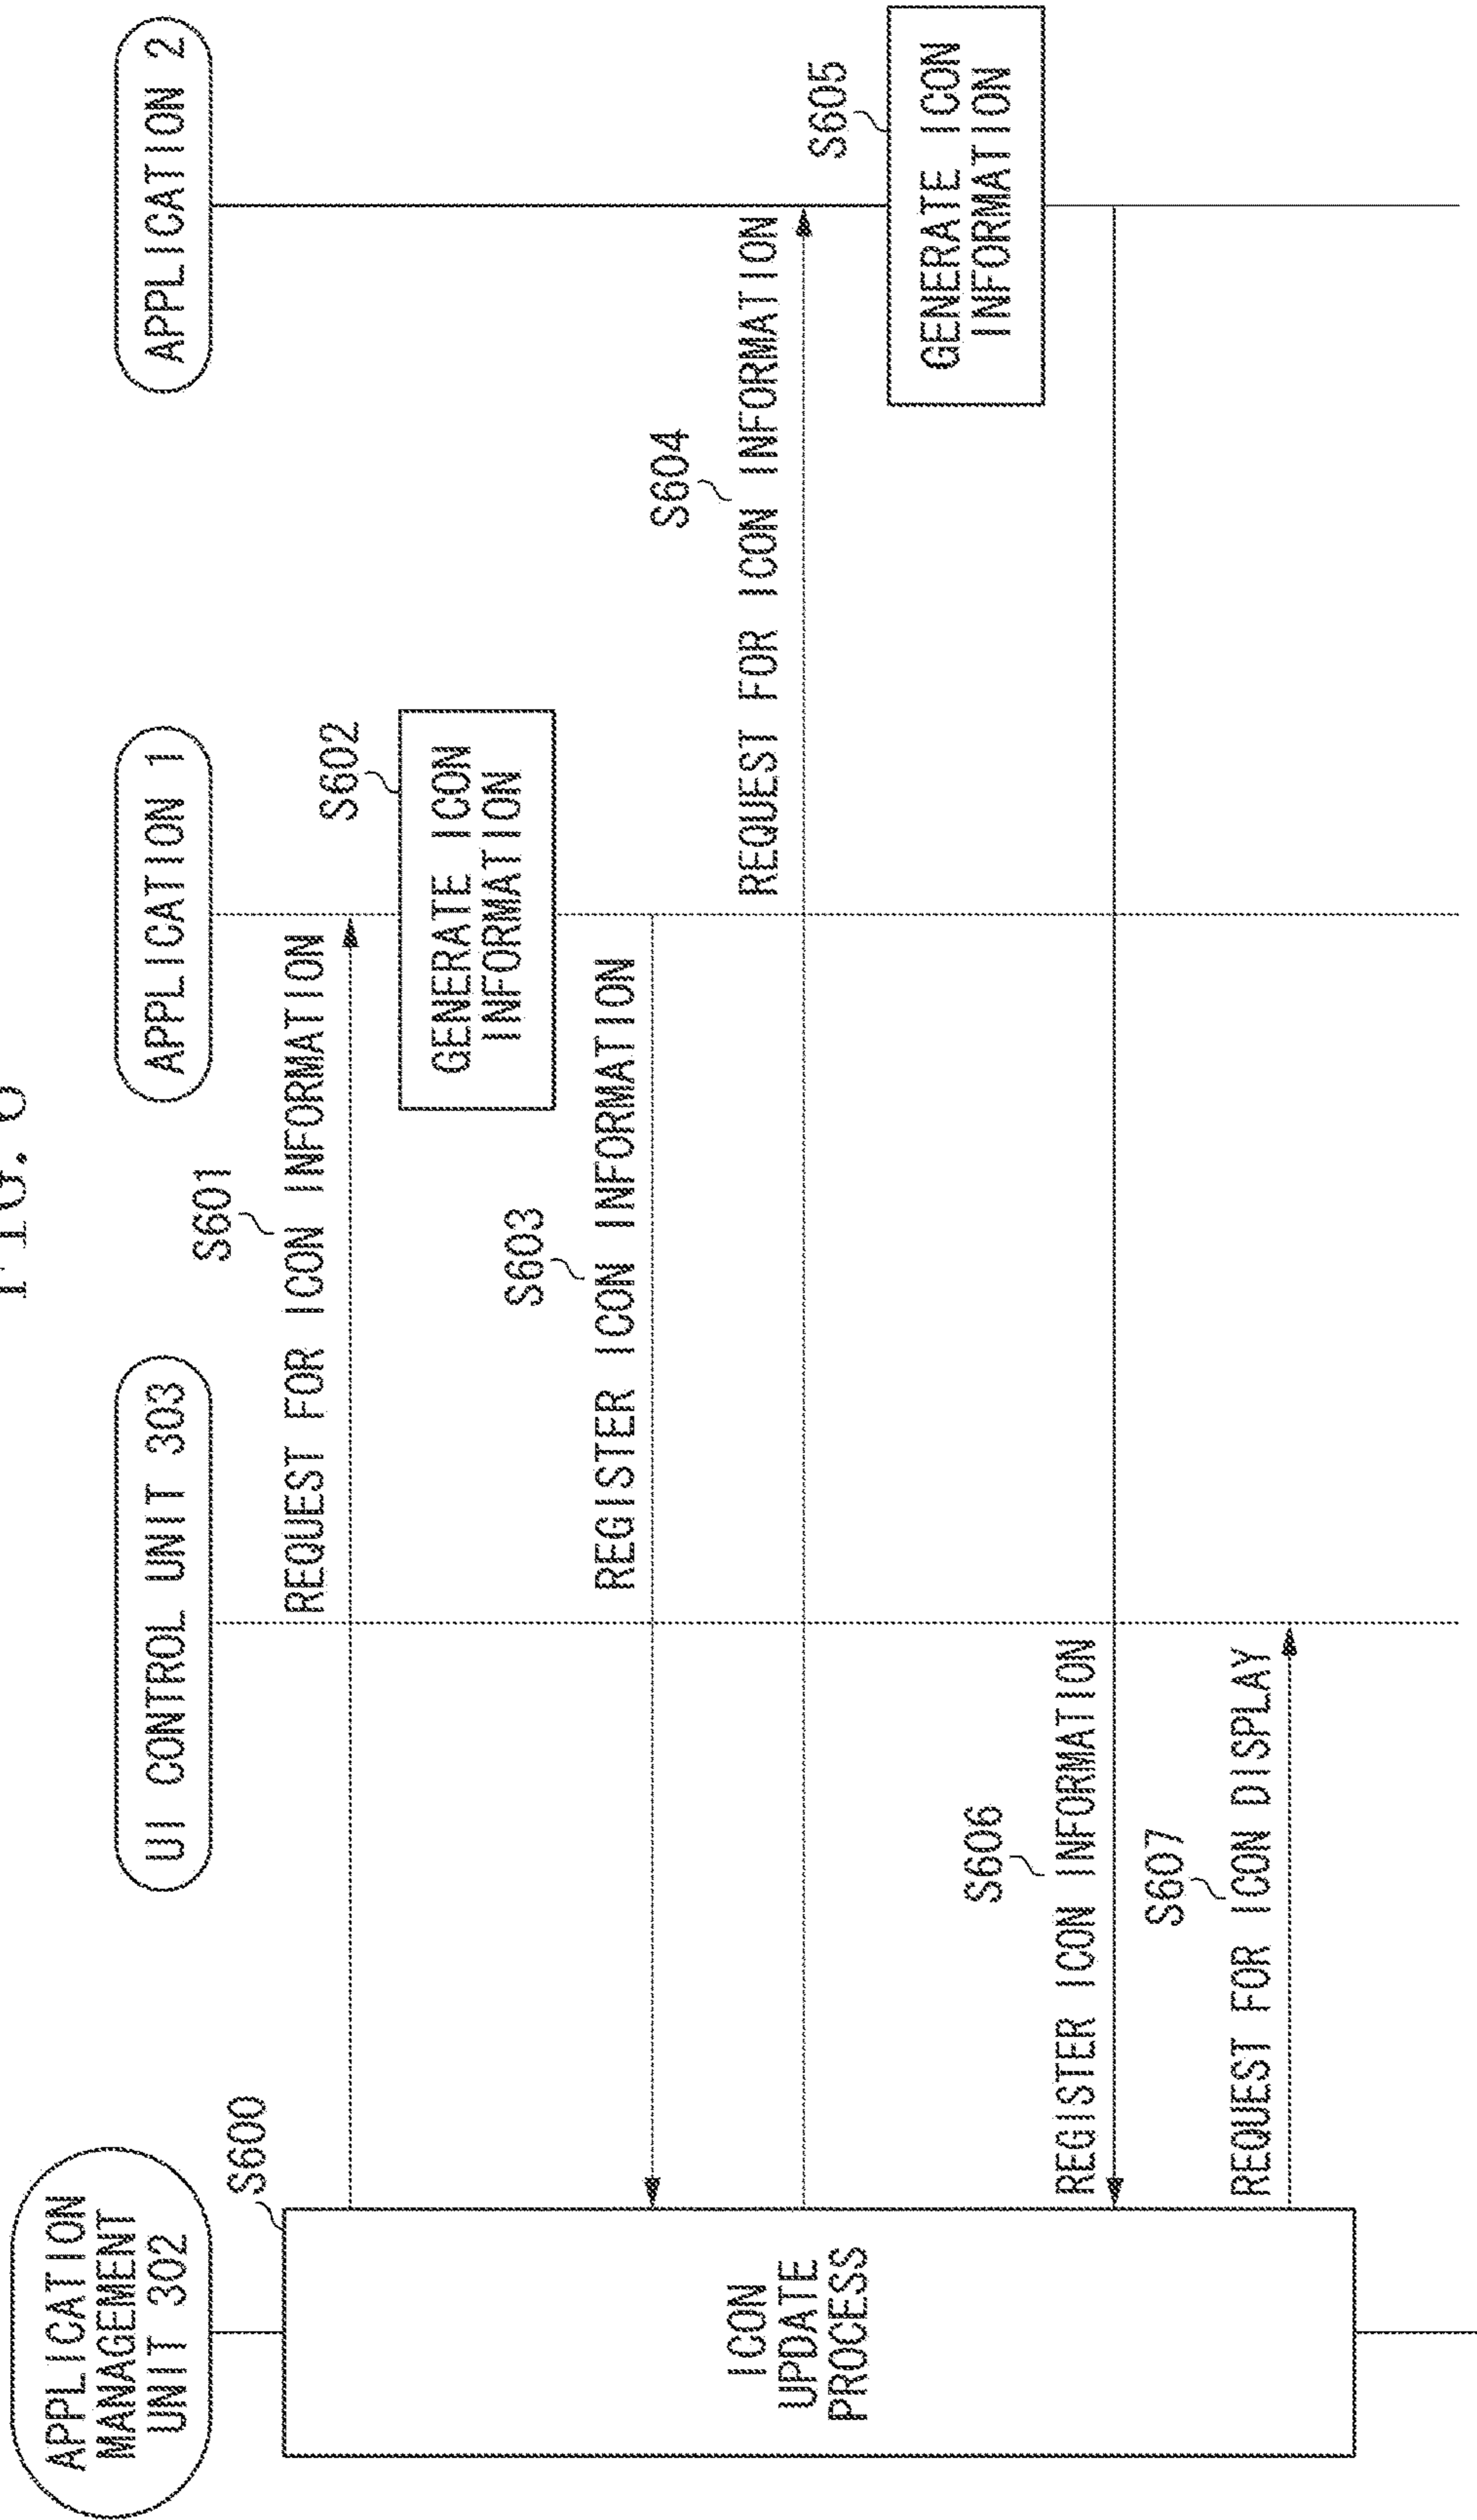 APPLICATION
MANAGEMENT
UNIT 302
UI CONTROL UNIT 303
APPLICATION 1
APPLICATION 2
S600
ICON
UPDATE
PROCESS
S601
REQUEST FOR ICON INFORMATION
S602
GENERATE ICON
INFORMATION
S603
REGISTER ICON INFORMATION
S604
REQUEST FOR ICON INFORMATION
S605
GENERATE ICON
INFORMATION
S606
REGISTER ICON INFORMATION
S607
REQUEST FOR ICON DISPLAY